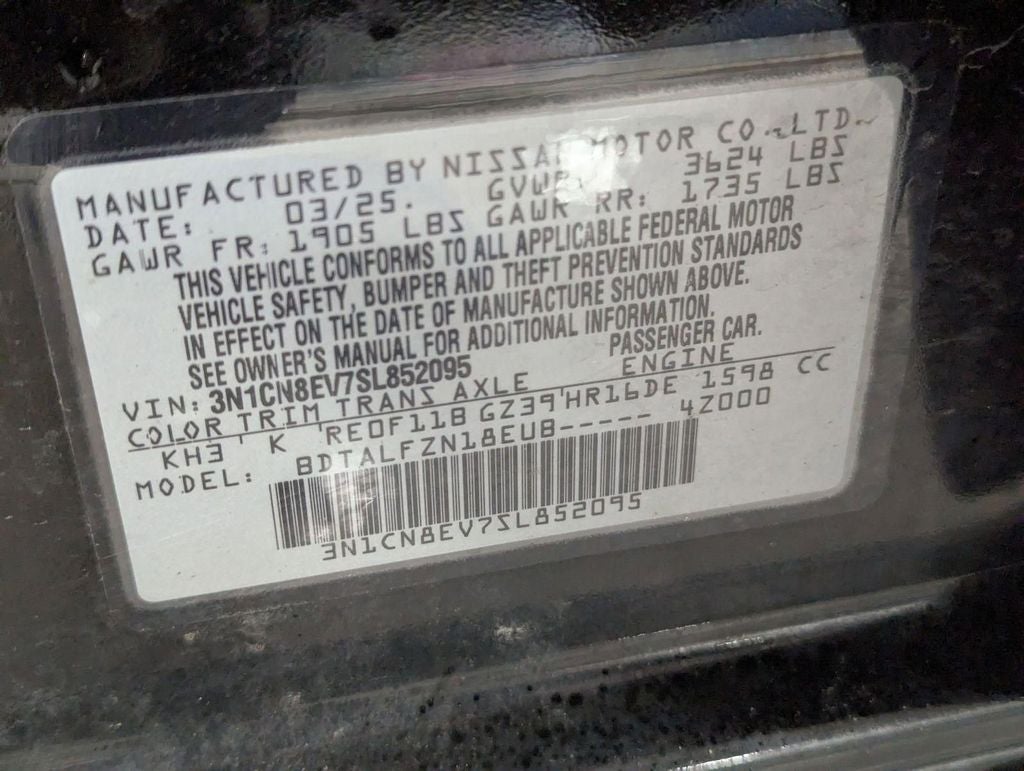 MANUFACTURED BY NISSAN MOTOR CO.,LTD.
DATE: 03/25. GVWR 3624 LBS
GAWR FR: 1905 LBS GAWR RR: 1735 LBS
THIS VEHICLE CONFORMS TO ALL APPLICABLE FEDERAL MOTOR
VEHICLE SAFETY, BUMPER AND THEFT PREVENTION STANDARDS
IN EFFECT ON THE DATE OF MANUFACTURE SHOWN ABOVE.
SEE OWNER'S MANUAL FOR ADDITIONAL INFORMATION.
VIN: 3N1CN8EV7SL852095 PASSENGER CAR.
COLOR TRIM TRANS AXLE ENGINE
KH3 ' K 'RE0F11B GZ39'HR16DE 1598 CC
MODEL: BDTALFZN18EUB----- 4Z000
3N1CN8EV7SL852095